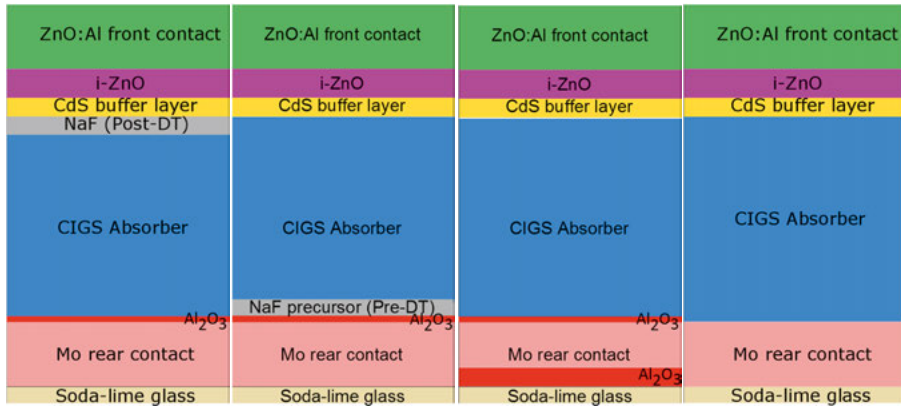 ZnO:Al front contact
i-ZnO
CdS buffer layer
NaF (Post-DT)
CIGS Absorber
Al₂O₃
Mo rear contact
Soda-lime glass
ZnO:Al front contact
i-ZnO
CdS buffer layer
CIGS Absorber
NaF precursor (Pre-DT)
Al₂O₃
Mo rear contact
Soda-lime glass
ZnO:Al front contact
i-ZnO
CdS buffer layer
CIGS Absorber
Al₂O₃
Mo rear contact
Al₂O₃
Soda-lime glass
ZnO:Al front contact
i-ZnO
CdS buffer layer
CIGS Absorber
Mo rear contact
Soda-lime glass